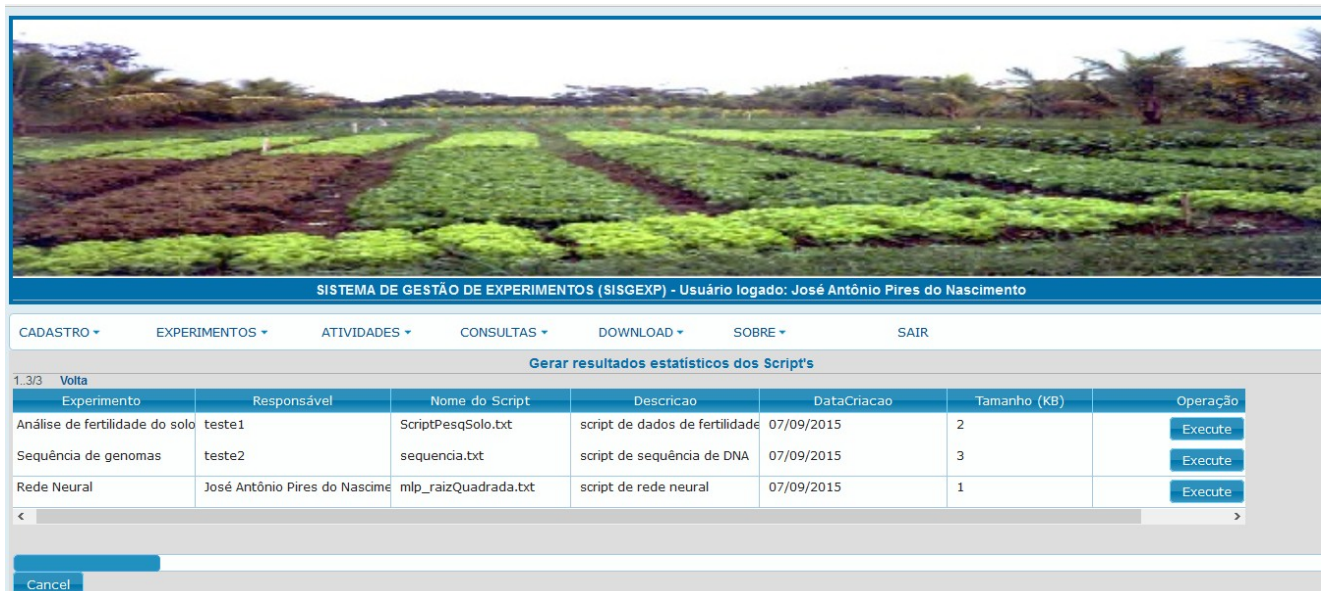 SISTEMA DE GESTÃO DE EXPERIMENTOS (SISGEXP) - Usuário logado: José Antônio Pires do Nascimento
CADASTRO EXPERIMENTOS ATIVIDADES CONSULTAS DOWNLOAD SOBRE SAIR
Gerar resultados estatísticos dos Script's
1..3/3 Volta
Experimento Responsável Nome do Script Descricao DataCriacao Tamanho (KB) Operação
Análise de fertilidade do solo teste1 ScriptPesqSolo.txt script de dados de fertilidade 07/09/2015 2 Execute
Sequência de genomas teste2 sequencia.txt script de sequência de DNA 07/09/2015 3 Execute
Rede Neural José Antônio Pires do Nascime mlp_raizQuadrada.txt script de rede neural 07/09/2015 1 Execute
Cancel